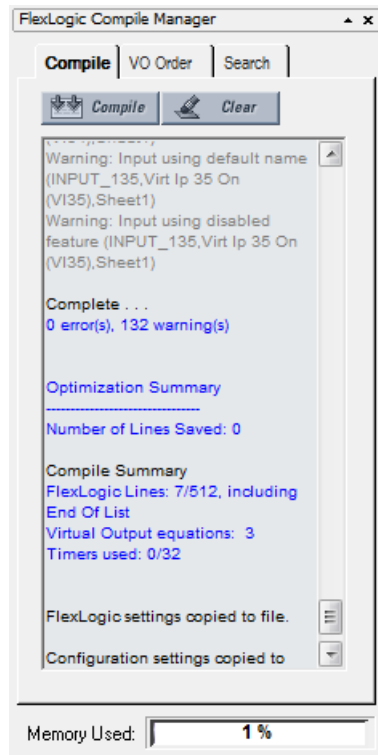 FlexLogic Compile Manager
Compile VO Order Search
Compile Clear
(VI34),Sheet1)
Warning: Input using default name
(INPUT_135,Virt Ip 35 On
(VI35),Sheet1)
Warning: Input using disabled
feature (INPUT_135,Virt Ip 35 On
(VI35),Sheet1)
Complete . . .
0 error(s), 132 warning(s)
Optimization Summary
--------------------------------
Number of Lines Saved: 0
Compile Summary
FlexLogic Lines: 7/512, including
End Of List
Virtual Output equations: 3
Timers used: 0/32
FlexLogic settings copied to file.
Configuration settings copied to
Memory Used: 1 %